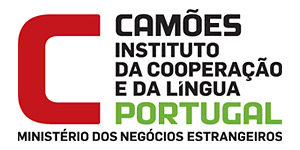 C
CAMÕES
INSTITUTO
DA COOPERAÇÃO
E DA LÍNGUA
PORTUGAL
MINISTÉRIO DOS NEGÓCIOS ESTRANGEIROS